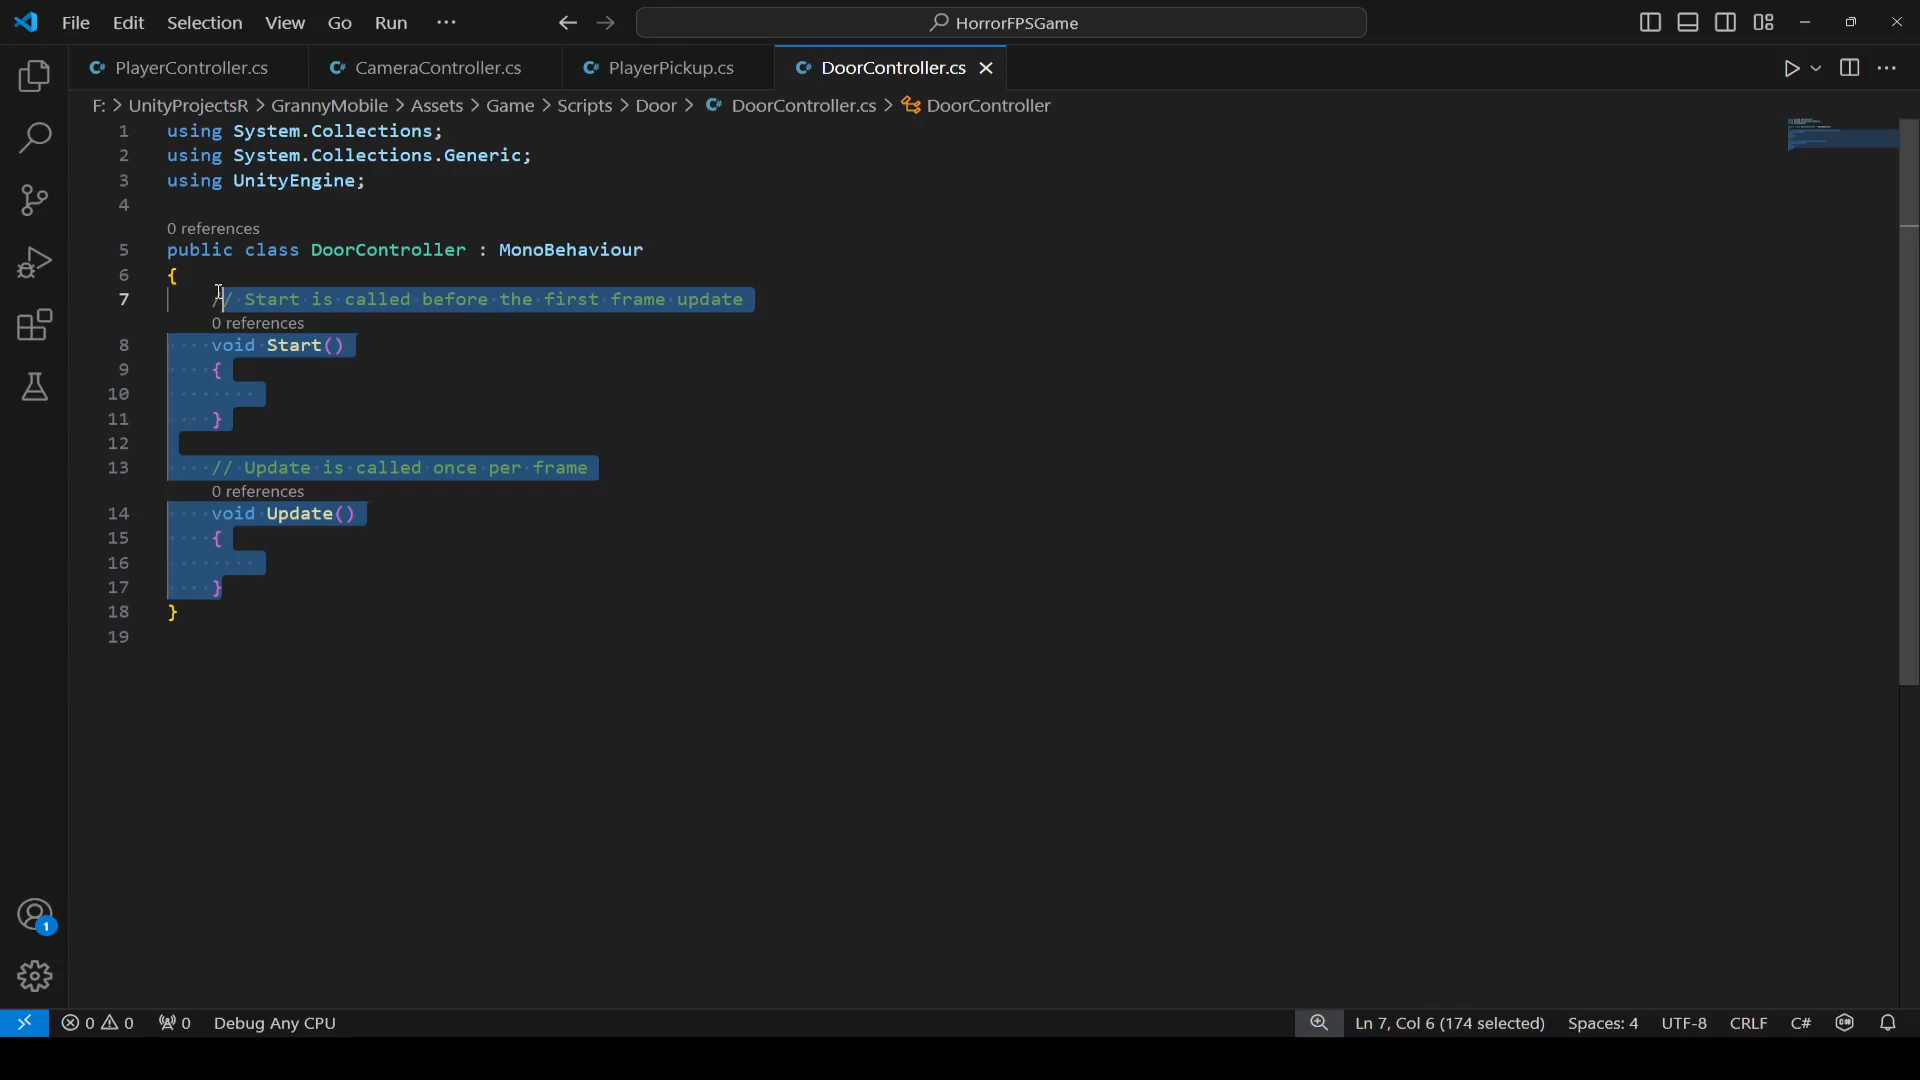 File Edit Selection View Go Run ··· HorrorFPSGame
PlayerController.cs CameraController.cs PlayerPickup.cs DoorController.cs
F: > UnityProjectsR > GrannyMobile > Assets > Game > Scripts > Door > DoorController.cs > DoorController
1 using System.Collections;
2 using System.Collections.Generic;
3 using UnityEngine;
4
0 references
5 public class DoorController : MonoBehaviour
6 {
7 // Start is called before the first frame update
0 references
8 void Start()
9 {
10
11 }
12
13 // Update is called once per frame
0 references
14 void Update()
15 {
16
17 }
18 }
19
1
0 0 0 Debug Any CPU Ln 7, Col 6 (174 selected) Spaces: 4 UTF-8 CRLF C#